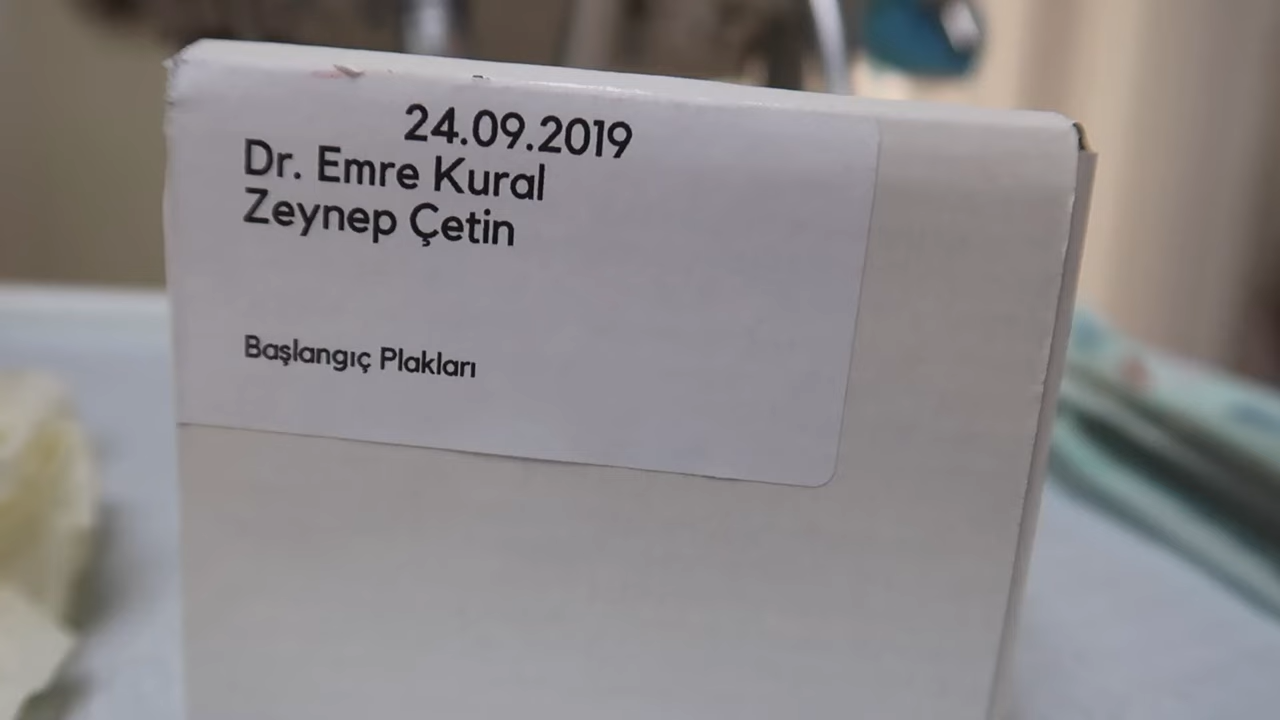 24.09.2019
Dr. Emre Kural
Zeynep Çetin
Başlangıç Plakları